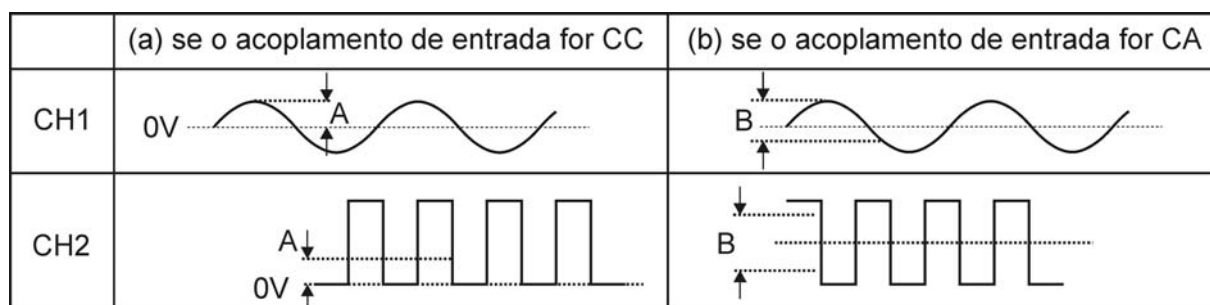 (a) se o acoplamento de entrada for CC
(b) se o acoplamento de entrada for CA
CH1
0V
A
B
CH2
A
0V
B